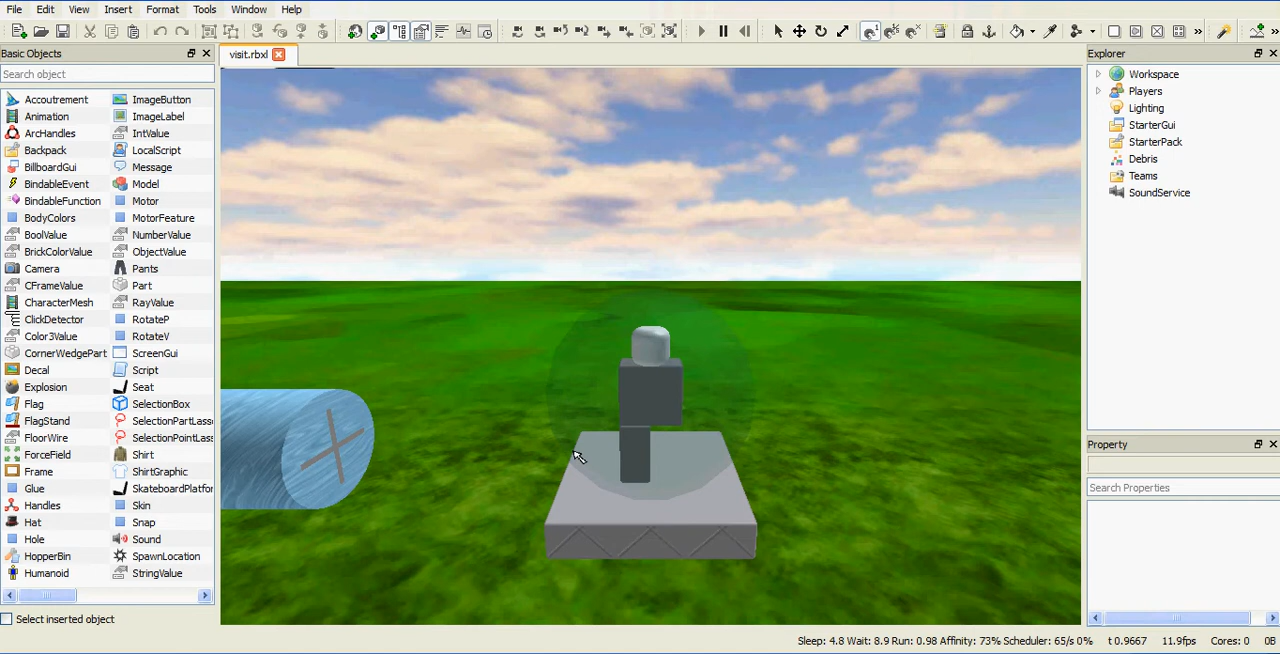 File Edit View Insert Format Tools Window Help
Basic Objects
visit.rbxl
Explorer
Search object
Accoutrement ImageButton
Animation ImageLabel
ArcHandles IntValue
Backpack LocalScript
BillboardGui Message
BindableEvent Model
BindableFunction Motor
BodyColors MotorFeature
BoolValue NumberValue
BrickColorValue ObjectValue
Camera Pants
CFrameValue Part
CharacterMesh RayValue
ClickDetector RotateP
Color3Value RotateV
CornerWedgePart ScreenGui
Decal Script
Explosion Seat
Flag SelectionBox
FlagStand SelectionPartLass
FloorWire SelectionPointLass
ForceField Shirt
Frame ShirtGraphic
Glue SkateboardPlatfor
Handles Skin
Hat Snap
Hole Sound
HopperBin SpawnLocation
Humanoid StringValue
Select inserted object
Workspace
Players
Lighting
StarterGui
StarterPack
Debris
Teams
SoundService
Property
Search Properties
Sleep: 4.8 Wait: 8.9 Run: 0.98 Affinity: 73% Scheduler: 65/s 0% t 0.9667 11.9fps Cores: 0 0B